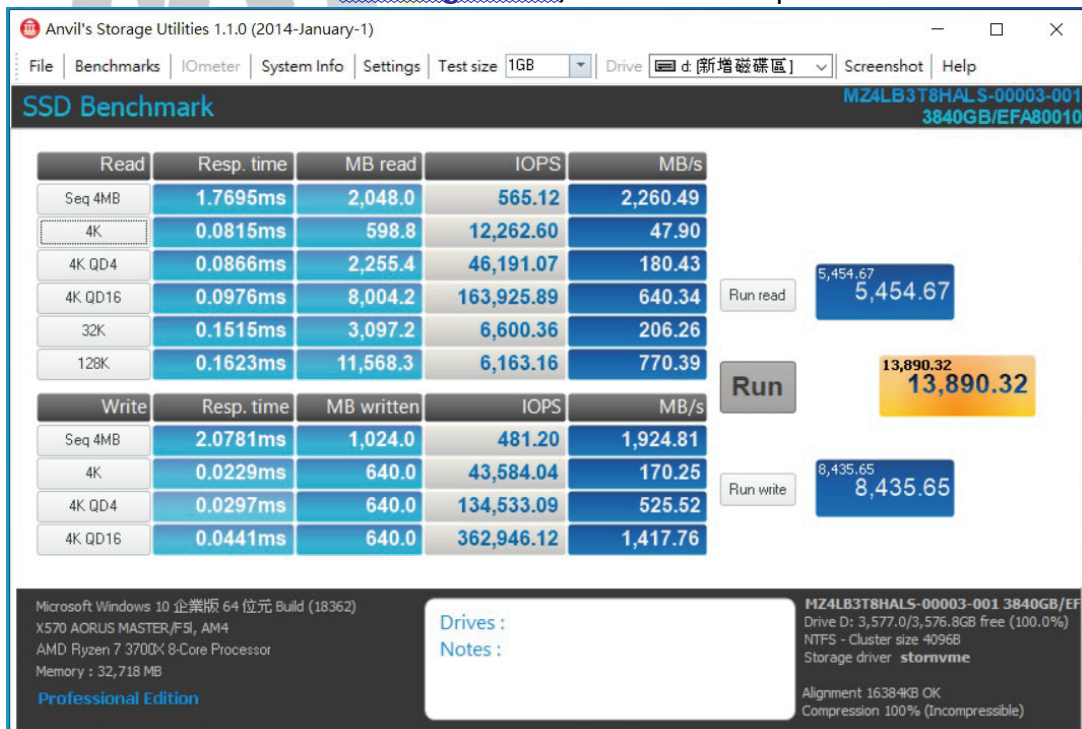 Anvil's Storage Utilities 1.1.0 (2014-January-1)
File Benchmarks IOmeter System Info Settings Test size 1GB Drive d: [新增磁碟區] Screenshot Help
SSD Benchmark
MZ4LB3T8HALS-00003-001
3840GB/EFA80010
Read Resp. time MB read IOPS MB/s
Seq 4MB 1.7695ms 2,048.0 565.12 2,260.49
4K 0.0815ms 598.8 12,262.60 47.90
4K QD4 0.0866ms 2,255.4 46,191.07 180.43
4K QD16 0.0976ms 8,004.2 163,925.89 640.34
32K 0.1515ms 3,097.2 6,600.36 206.26
128K 0.1623ms 11,568.3 6,163.16 770.39
Run read
5,454.67
5,454.67
Run
13,890.32
13,890.32
Write Resp. time MB written IOPS MB/s
Seq 4MB 2.0781ms 1,024.0 481.20 1,924.81
4K 0.0229ms 640.0 43,584.04 170.25
4K QD4 0.0297ms 640.0 134,533.09 525.52
4K QD16 0.0441ms 640.0 362,946.12 1,417.76
Run write
8,435.65
8,435.65
Microsoft Windows 10 企業版 64 位元 Build (18362)
X570 AORUS MASTER/F5l, AM4
AMD Ryzen 7 3700X 8-Core Processor
Memory : 32,718 MB
Professional Edition
Drives :
Notes :
MZ4LB3T8HALS-00003-001 3840GB/EF
Drive D: 3,577.0/3,576.8GB free (100.0%)
NTFS - Cluster size 4096B
Storage driver stornvme
Alignment 16384KB OK
Compression 100% (Incompressible)